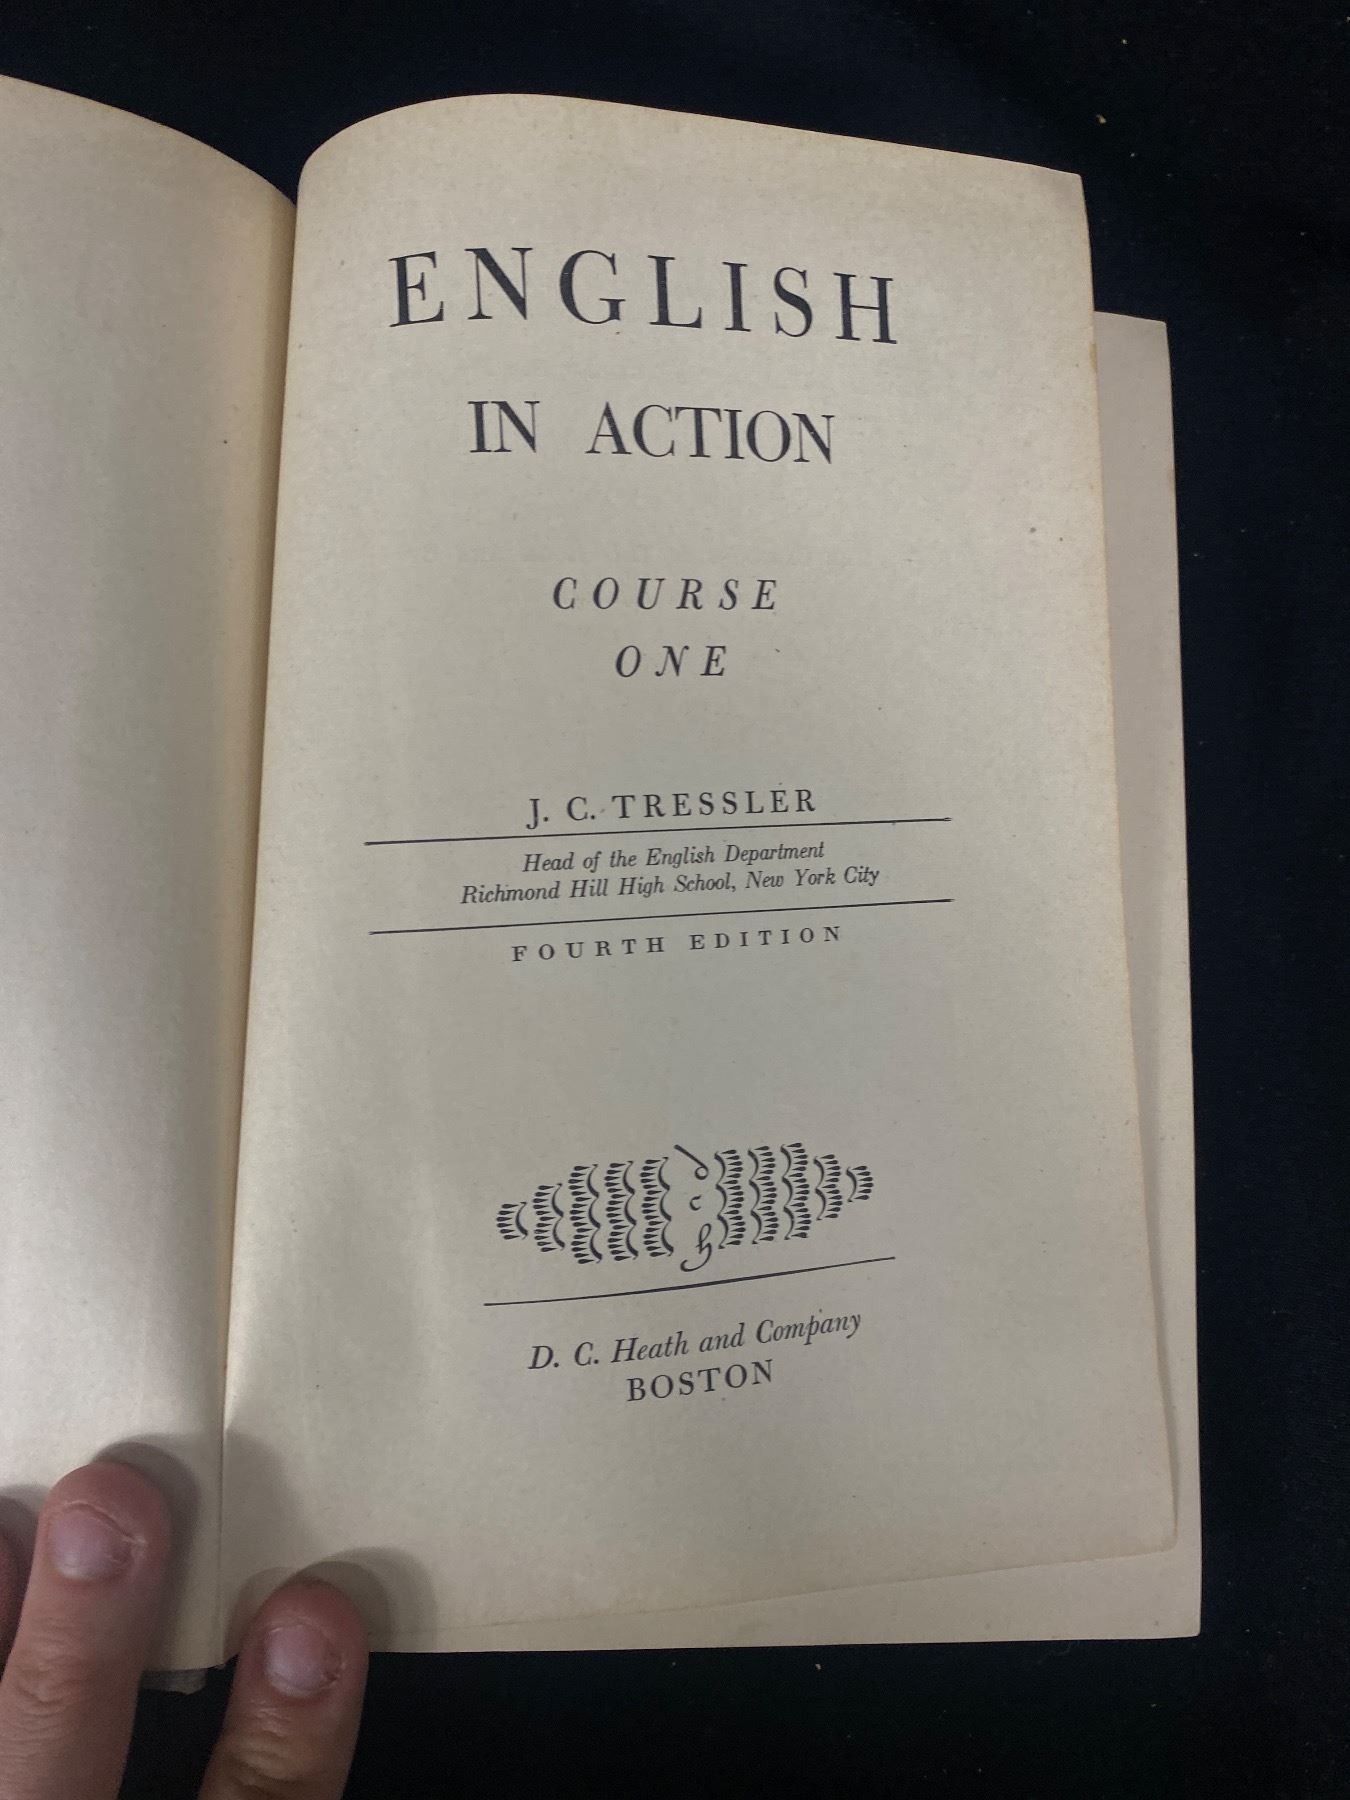 ENGLISH
IN ACTION
COURSE
ONE
J. C. TRESSLER
Head of the English Department
Richmond Hill High School, New York City
FOURTH EDITION
d
c
h
D. C. Heath and Company
BOSTON